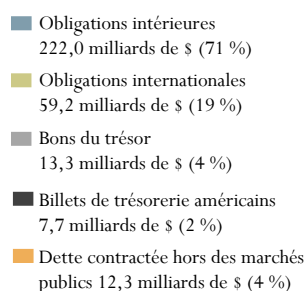 Obligations intérieures
222,0 milliards de $ (71 %)
Obligations internationales
59,2 milliards de $ (19 %)
Bons du trésor
13,3 milliards de $ (4 %)
Billets de trésorerie américains
7,7 milliards de $ (2 %)
Dette contractée hors des marchés
publics 12,3 milliards de $ (4 %)